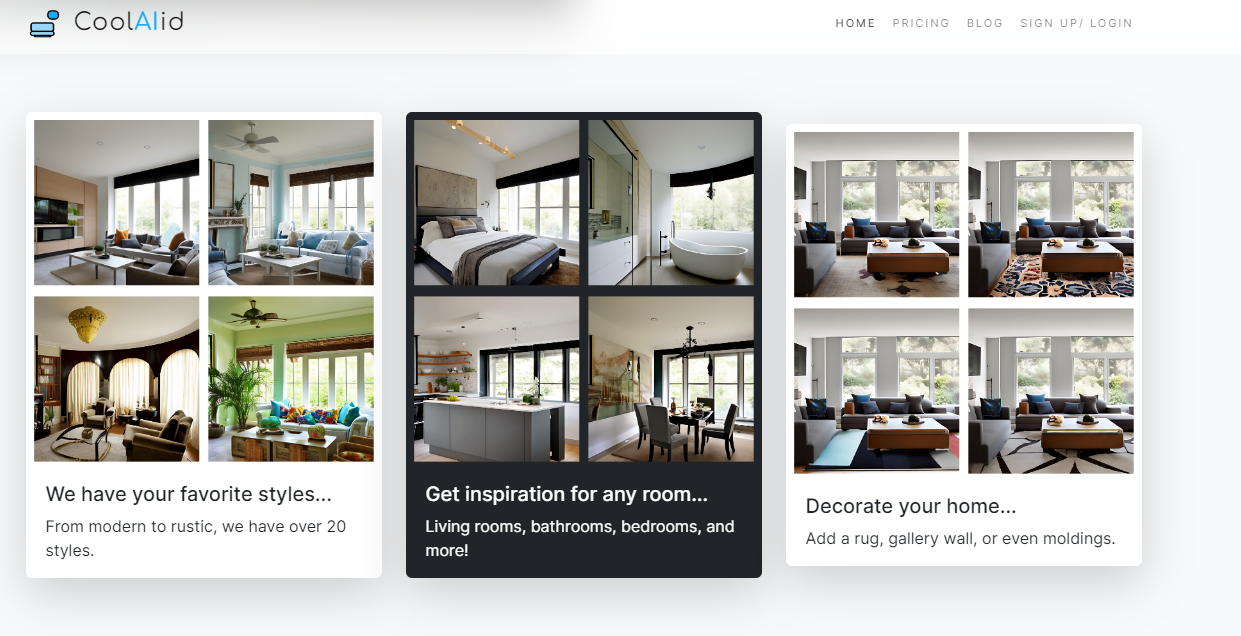 CoolAIid
HOME PRICING BLOG SIGN UP/ LOGIN
We have your favorite styles...
From modern to rustic, we have over 20
styles.
Get inspiration for any room...
Living rooms, bathrooms, bedrooms, and
more!
Decorate your home...
Add a rug, gallery wall, or even moldings.